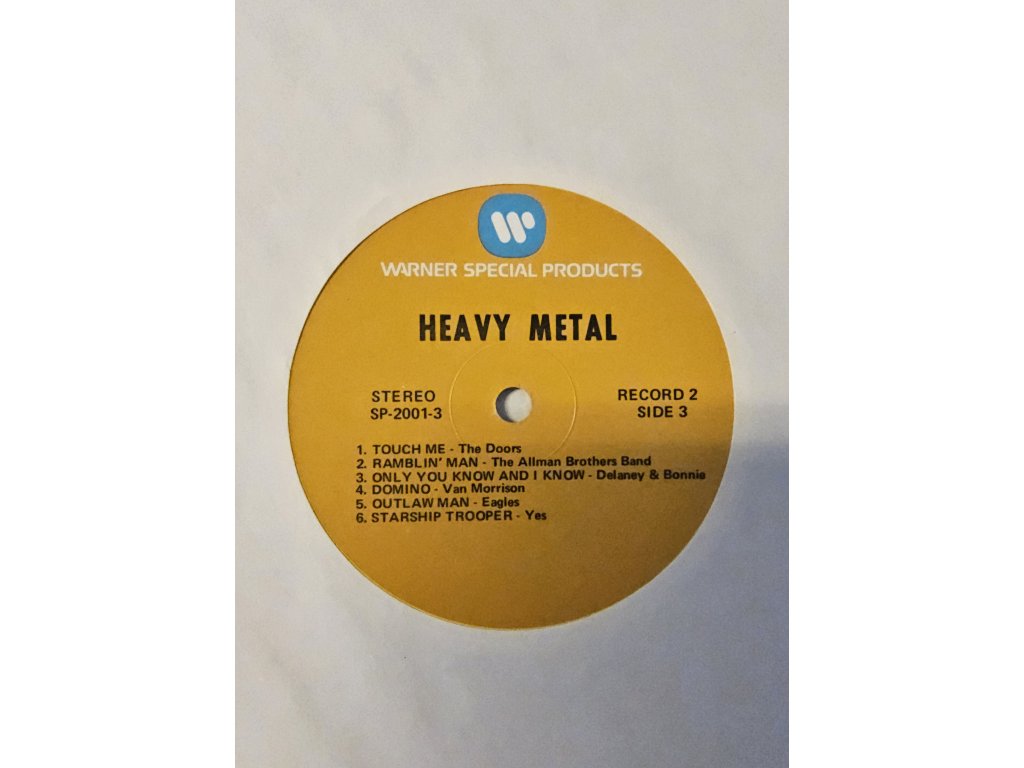 WARNER SPECIAL PRODUCTS
HEAVY METAL
STEREO
SP-2001-3
RECORD 2
SIDE 3
1. TOUCH ME - The Doors
2. RAMBLIN' MAN - The Allman Brothers Band
3. ONLY YOU KNOW AND I KNOW - Delaney & Bonnie
4. DOMINO - Van Morrison
5. OUTLAW MAN - Eagles
6. STARSHIP TROOPER - Yes